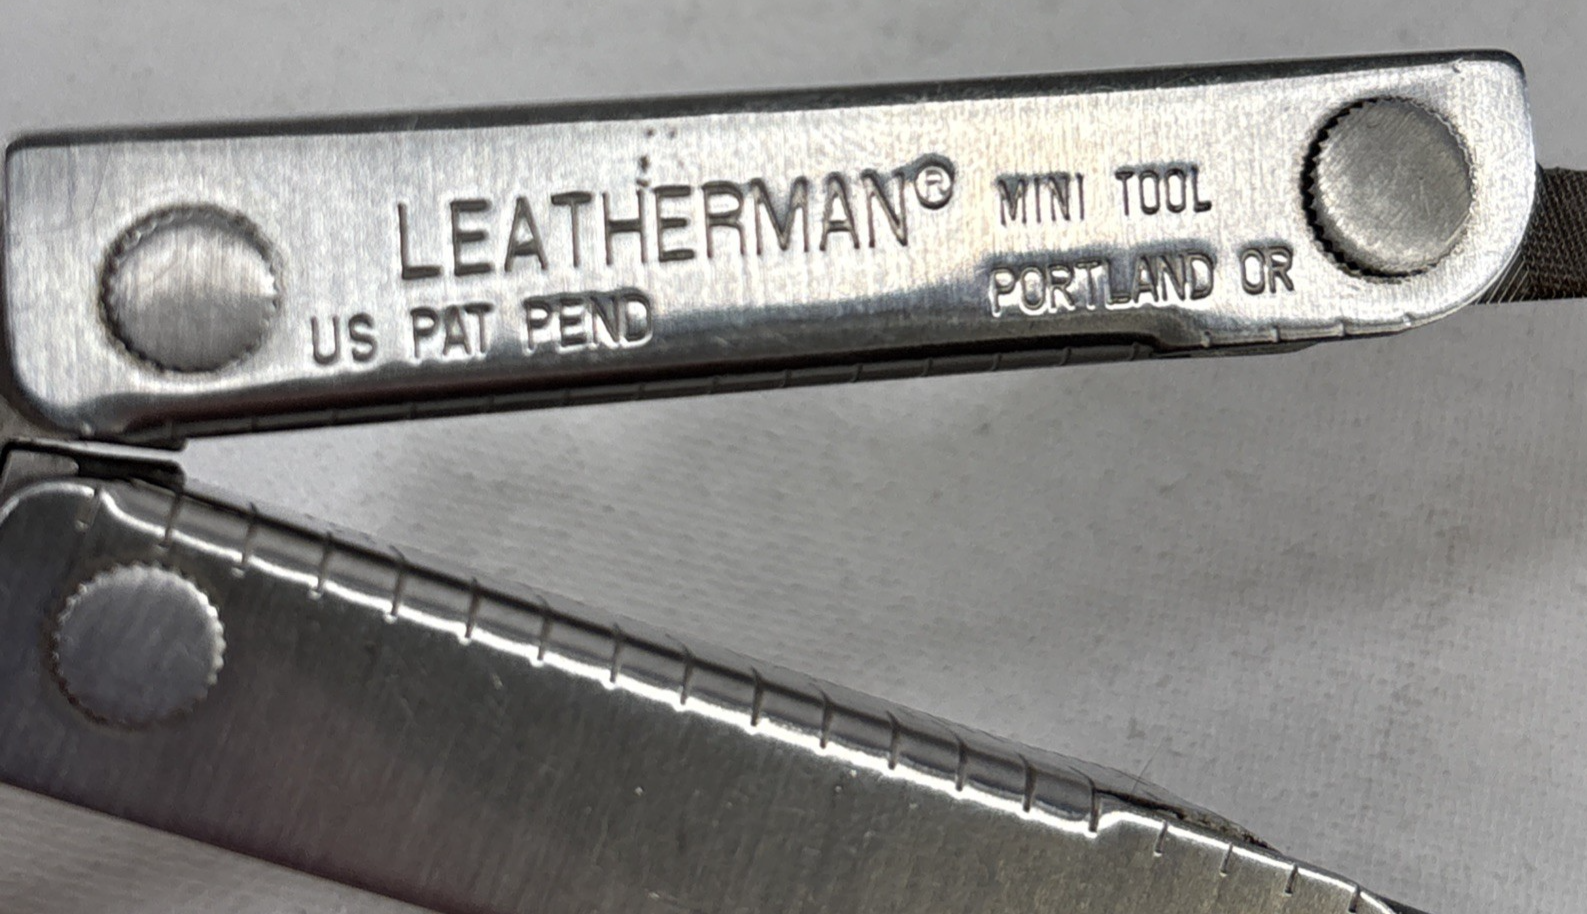 LEATHERMAN® MINI TOOL
US PAT PEND PORTLAND OR